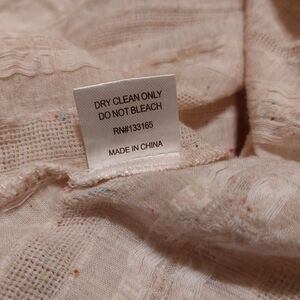 DRY CLEAN ONLY
DO NOT BLEACH
RN#133165
MADE IN CHINA